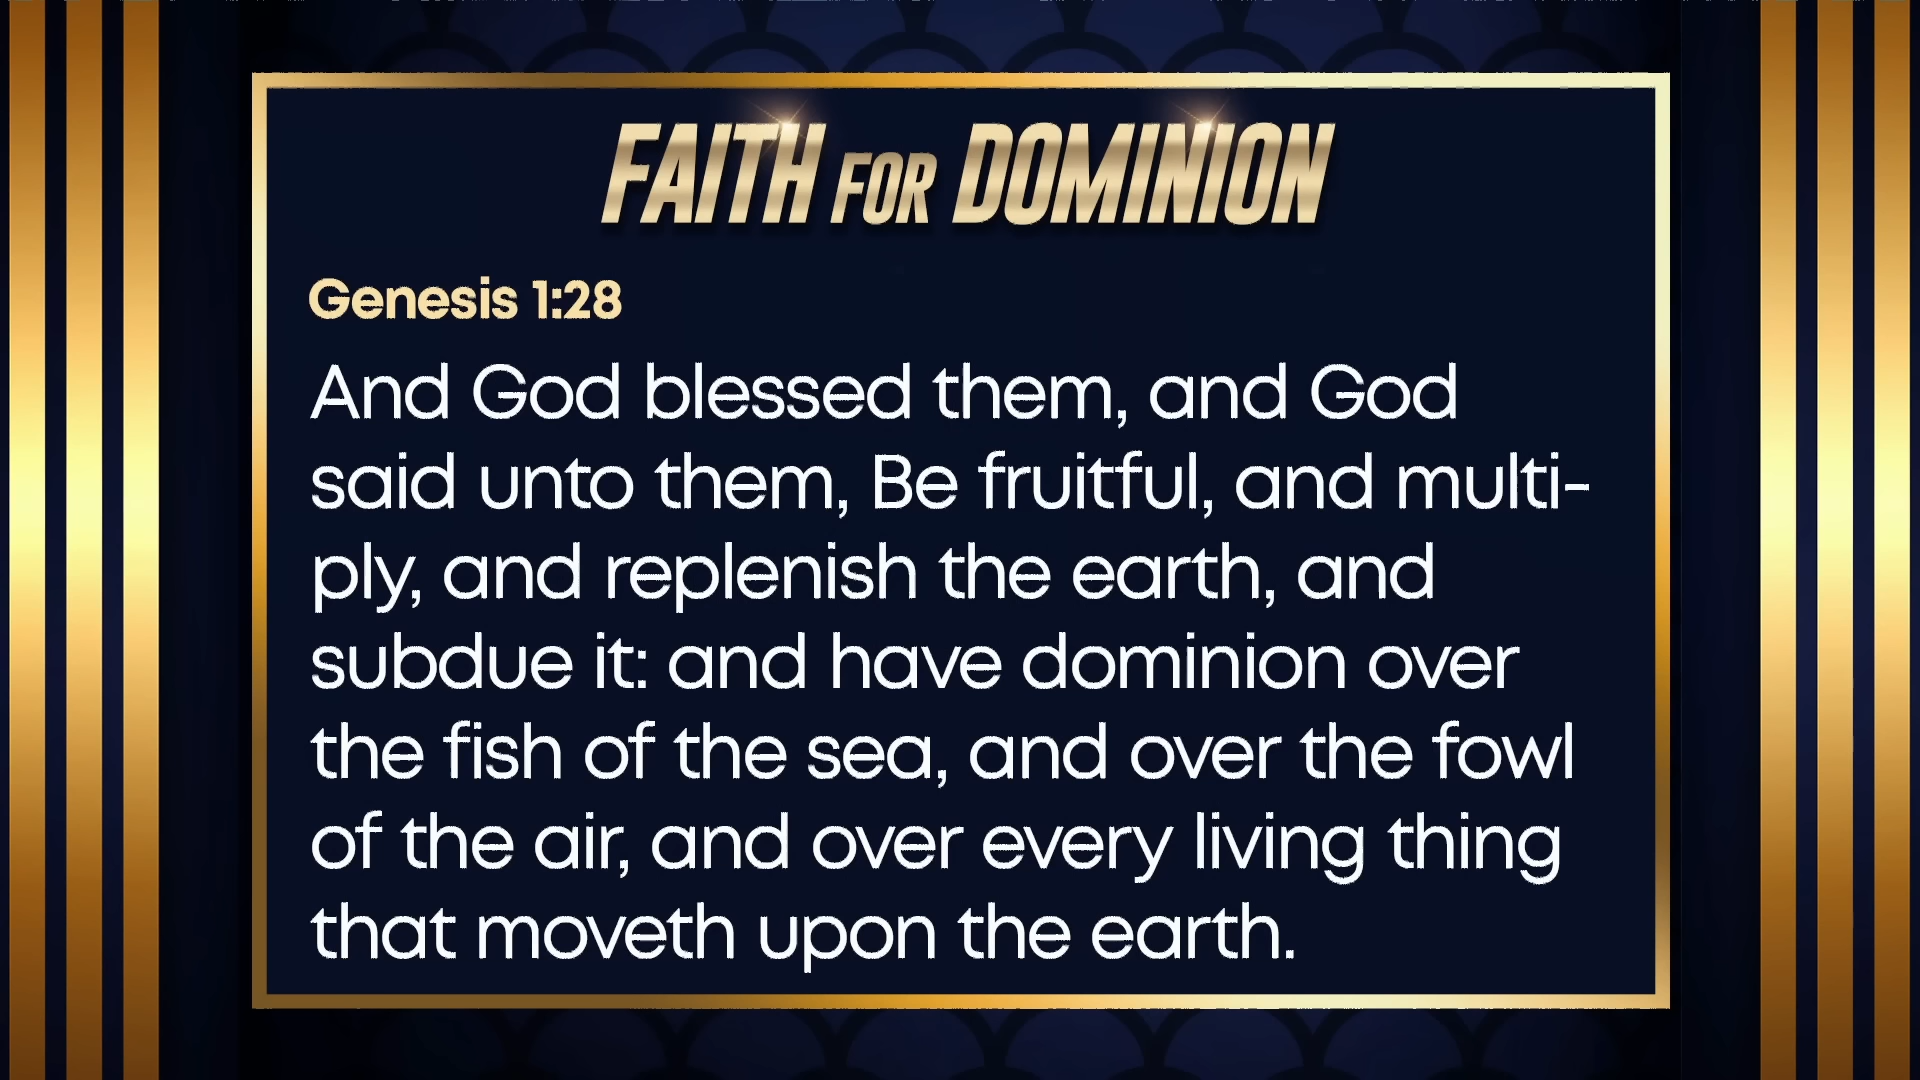 FAITH FOR DOMINION
Genesis 1:28
And God blessed them, and God
said unto them, Be fruitful, and multi-
ply, and replenish the earth, and
subdue it: and have dominion over
the fish of the sea, and over the fowl
of the air, and over every living thing
that moveth upon the earth.